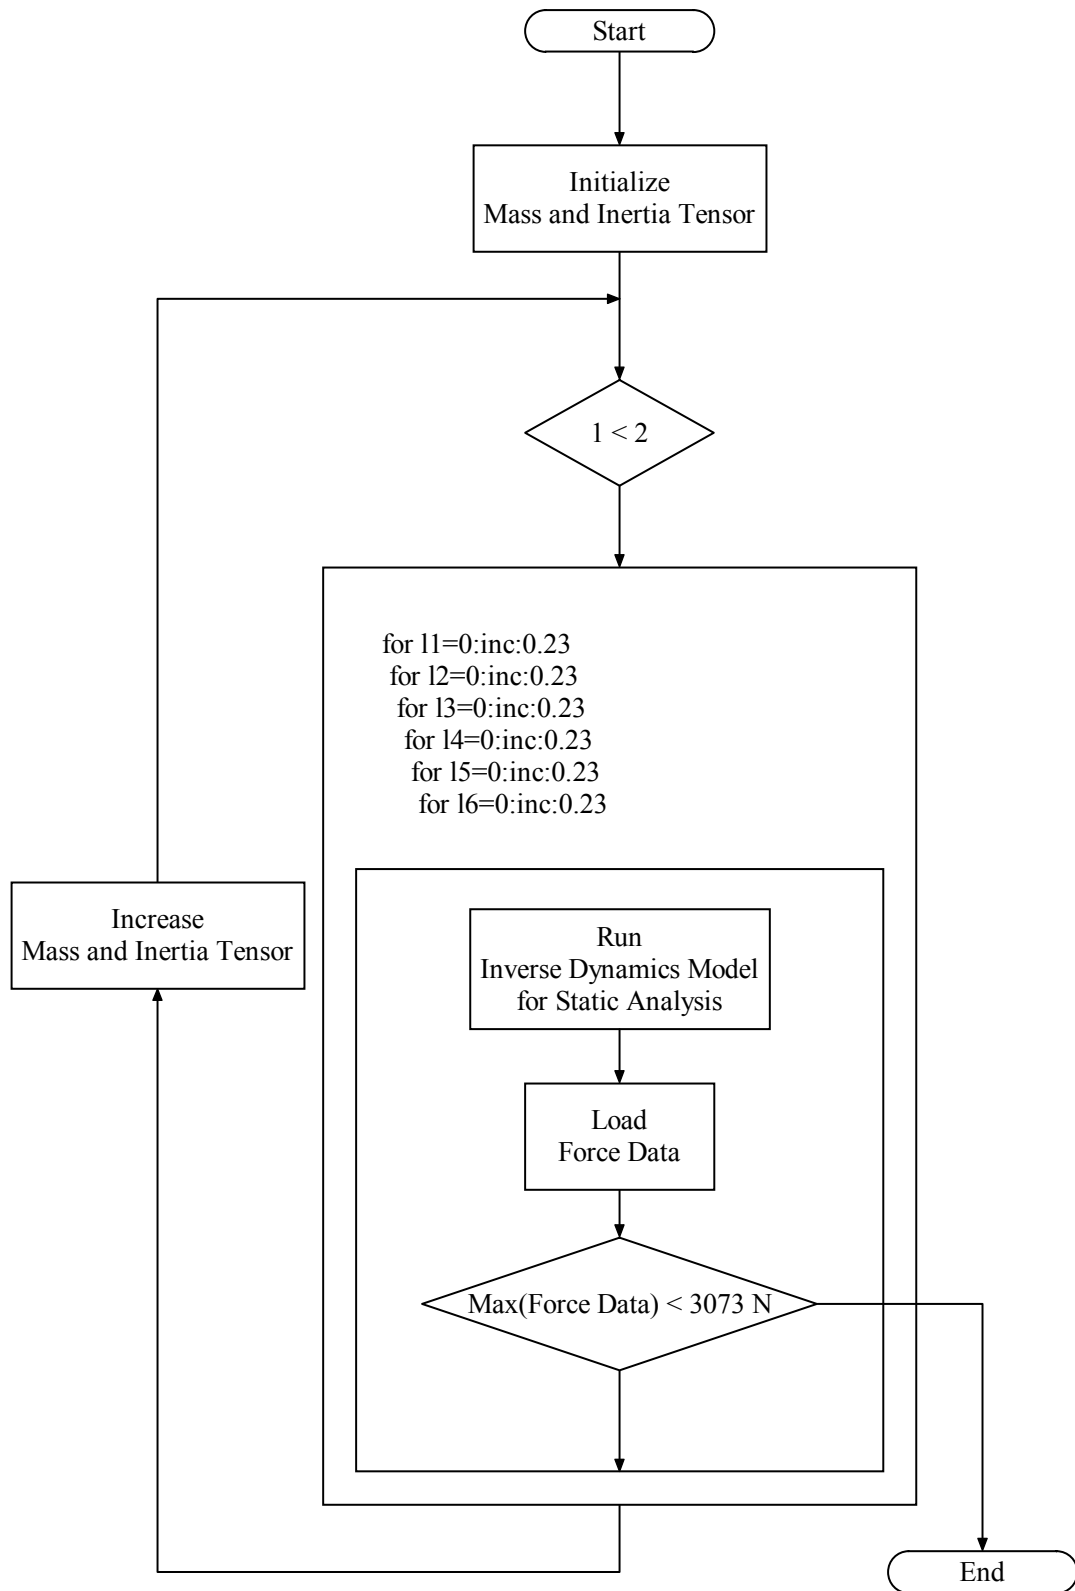 Start
Initialize
Mass and Inertia Tensor
1 < 2
for l1=0:inc:0.23
for l2=0:inc:0.23
for l3=0:inc:0.23
for l4=0:inc:0.23
for l5=0:inc:0.23
for l6=0:inc:0.23
Increase
Mass and Inertia Tensor
Run
Inverse Dynamics Model
for Static Analysis
Load
Force Data
Max(Force Data) < 3073 N
End